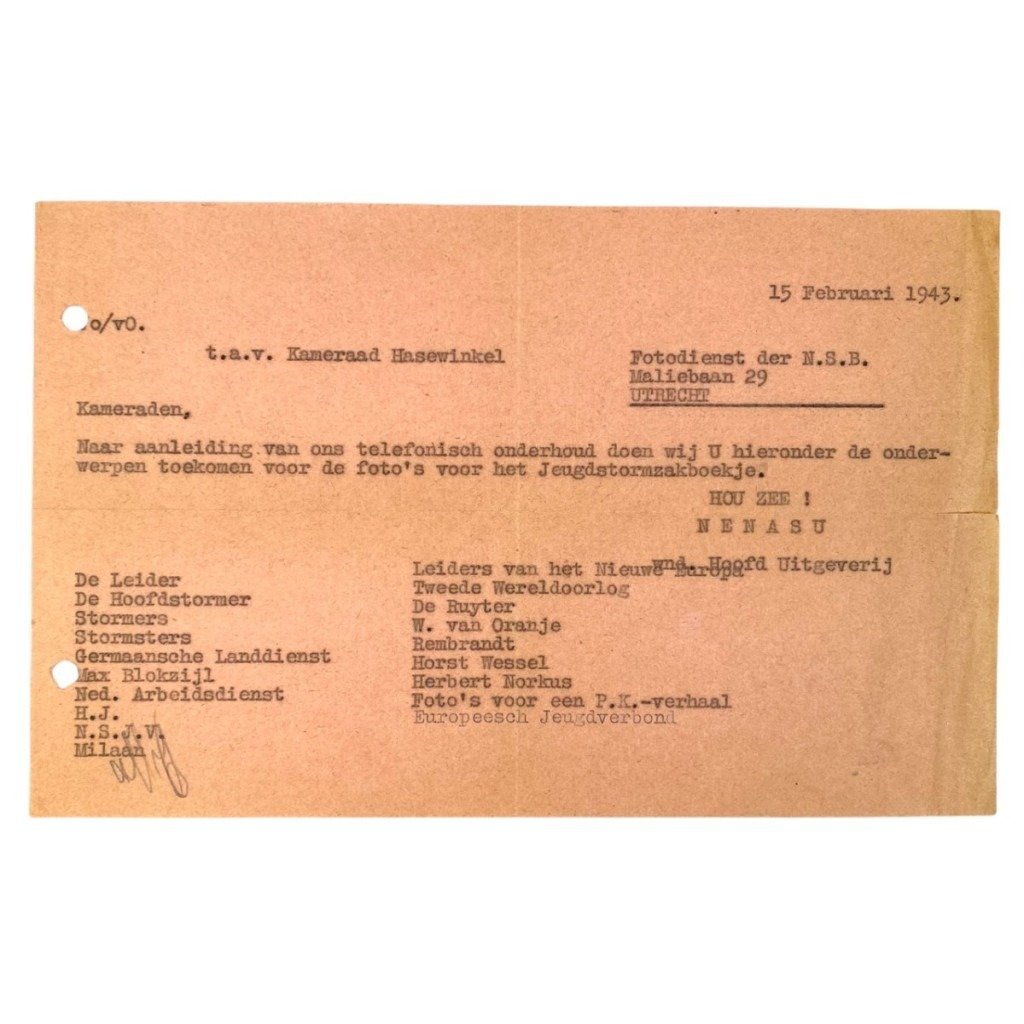 15 Februari 1943.
o/vO.
t.a.v. Kameraad Hasewinkel
Fotodienst der N.S.B.
Maliebaan 29
UTRECHT
Kameraden,
Naar aanleiding van ons telefonisch onderhoud doen wij U hieronder de onder-
werpen toekomen voor de foto's voor het Jeugdstormzakboekje.
HOU ZEE !
N E N A S U
wnd. Hoofd Uitgeverij
De Leider
De Hoofdstormer
Stormers
Stormsters
Germaansche Landdienst
Max Blokzijl
Ned. Arbeidsdienst
H.J.
N.S.J.V.
Milaan
Leiders van het Nieuwe Europa
Tweede Wereldoorlog
De Ruyter
W. van Oranje
Rembrandt
Horst Wessel
Herbert Norkus
Foto's voor een P.K.-verhaal
Europeesch Jeugdverbond